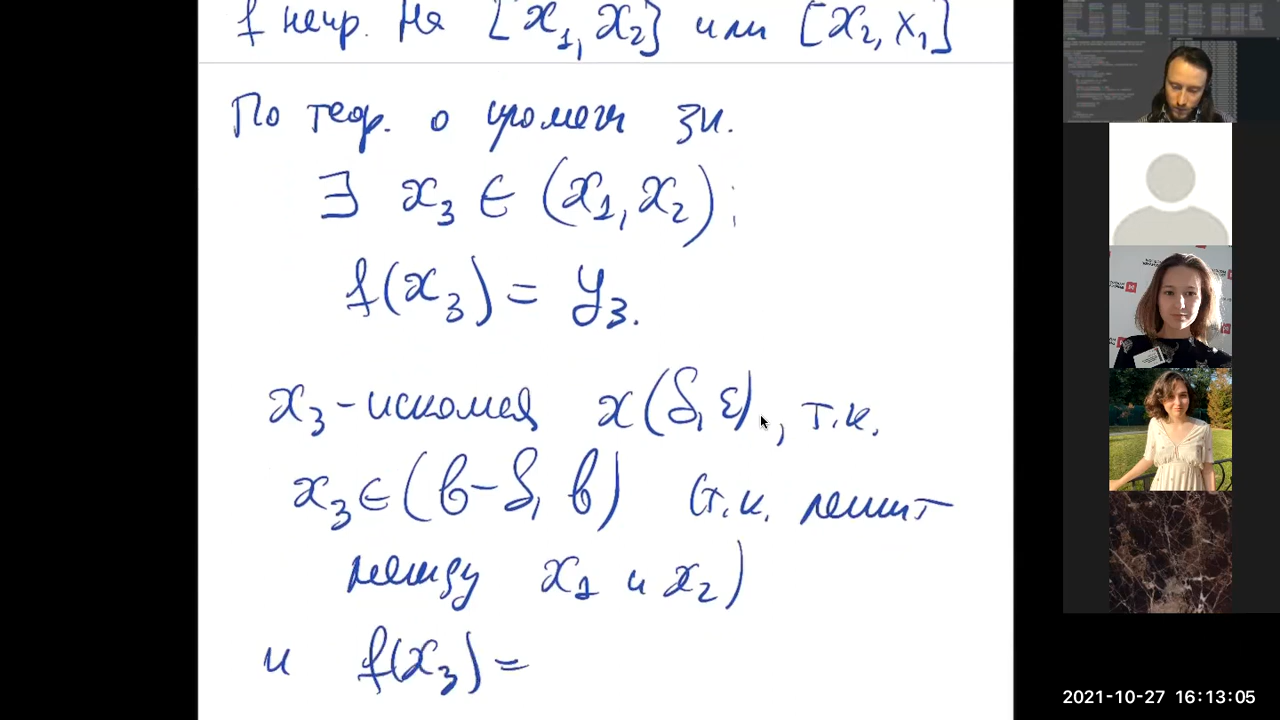 f непр. на [x₁, x₂] или [x₂, x₁]
По теор. о промеж. зн.
∃ x₃ ∈ (x₁, x₂):
f(x₃) = y₃.
x₃ - искомая x(δ, ε), т.к.
x₃ ∈ (b-δ, b) (т.к. лежит
между x₁ и x₂)
и f(x₃) =
2021-10-27 16:13:05